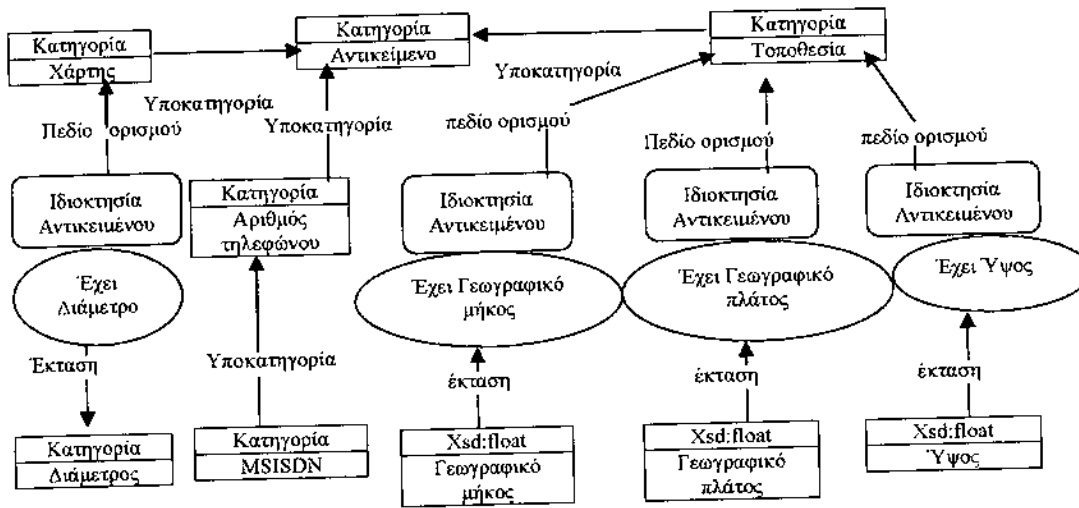 Κατηγορία
Χάρτης
Κατηγορία
Αντικείμενο
Κατηγορία
Τοποθεσία
Υποκατηγορία
Υποκατηγορία
Υποκατηγορία
Πεδίο ορισμού
πεδίο ορισμού
Πεδίο ορισμού
πεδίο ορισμού
Ιδιοκτησία
Αντικειμένου
Κατηγορία
Αριθμός
τηλεφώνου
Ιδιοκτησία
Αντικειμένου
Ιδιοκτησία
Αντικειμένου
Ιδιοκτησία
Αντικειμένου
Έχει
Διάμετρο
Έχει Γεωγραφικό
μήκος
Έχει Γεωγραφικό
πλάτος
Έχει Ύψος
Έκταση
Υποκατηγορία
έκταση
έκταση
έκταση
Κατηγορία
Διάμετρος
Κατηγορία
MSISDN
Xsd:float
Γεωγραφικό
μήκος
Xsd:float
Γεωγραφικό
πλάτος
Xsd:float
Ύψος